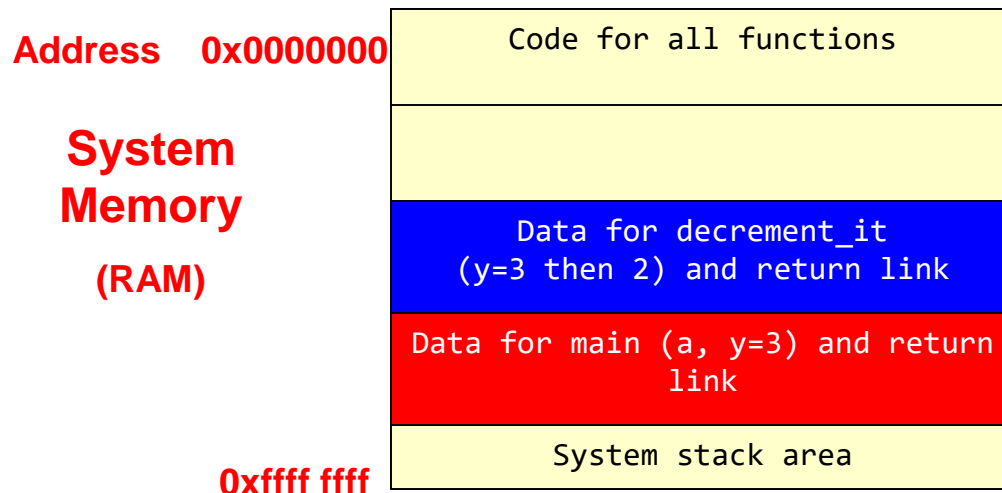 Address 0x0000000
Code for all functions
System
Memory
(RAM)
Data for decrement_it
(y=3 then 2) and return link
Data for main (a, y=3) and return
link
System stack area
0xffff ffff